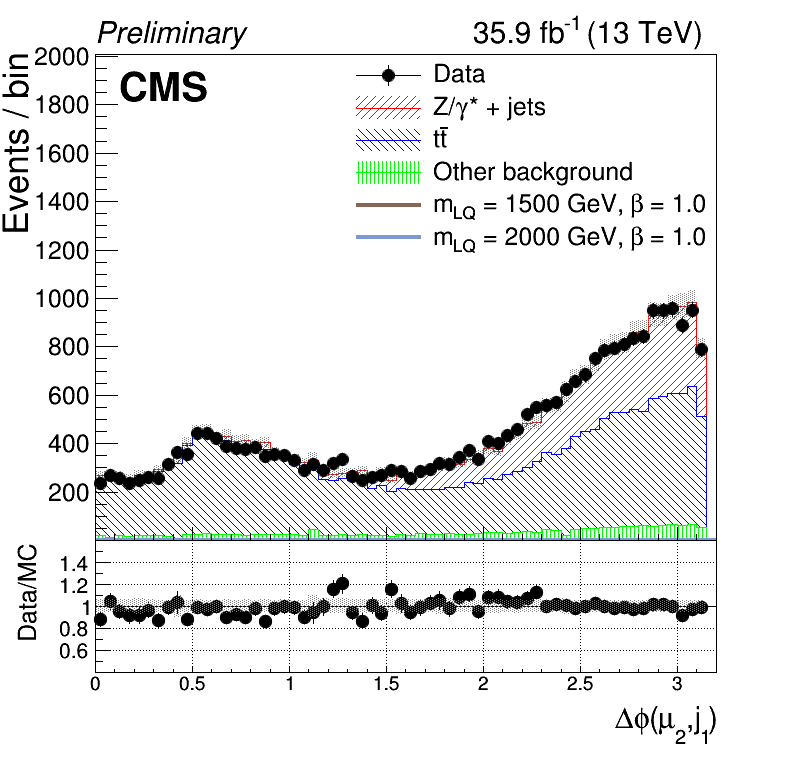 Preliminary 35.9 fb⁻¹ (13 TeV)
CMS
Data
Z/γ* + jets
tt̄
Other background
m_LQ = 1500 GeV, β = 1.0
m_LQ = 2000 GeV, β = 1.0
Events / bin
2000
1800
1600
1400
1200
1000
800
600
400
200
Data/MC
1.4
1.2
1
0.8
0.6
0 0.5 1 1.5 2 2.5 3
Δϕ(μ₂,j₁)